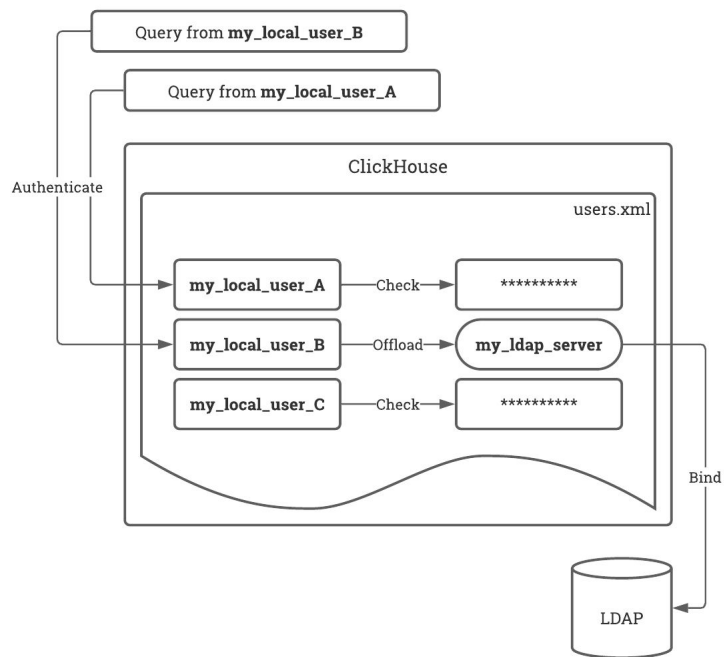 Query from my_local_user_B
Query from my_local_user_A
ClickHouse
Authenticate
users.xml
my_local_user_A
Check
**********
my_local_user_B
Offload
my_ldap_server
my_local_user_C
Check
**********
Bind
LDAP